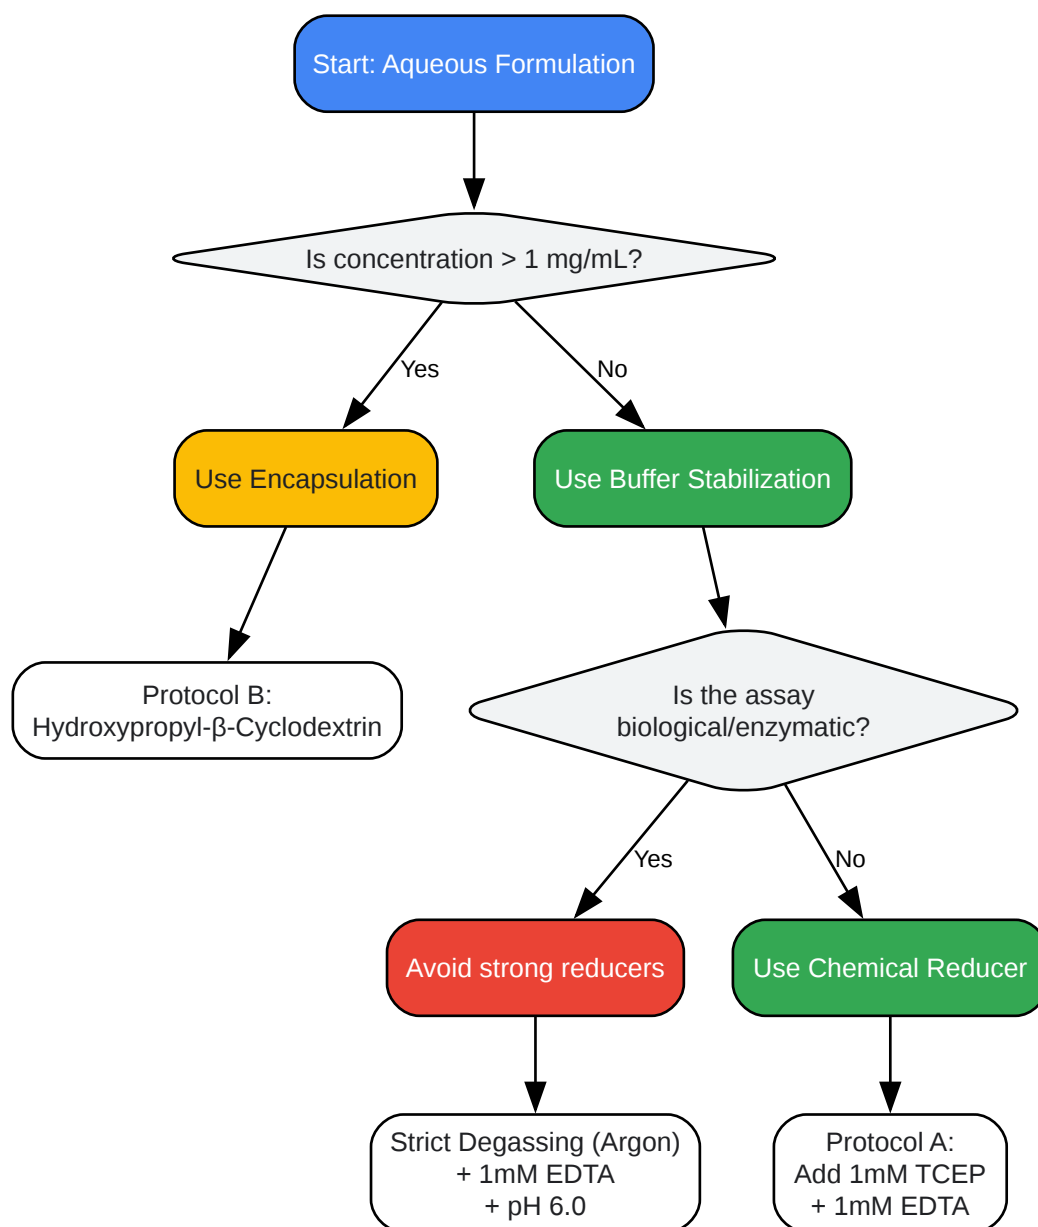 Start: Aqueous Formulation
Is concentration > 1 mg/mL?
Yes
No
Use Encapsulation
Use Buffer Stabilization
Protocol B:
Hydroxypropyl-β-Cyclodextrin
Is the assay
biological/enzymatic?
Yes
No
Avoid strong reducers
Use Chemical Reducer
Strict Degassing (Argon)
+ 1mM EDTA
+ pH 6.0
Protocol A:
Add 1mM TCEP
+ 1mM EDTA